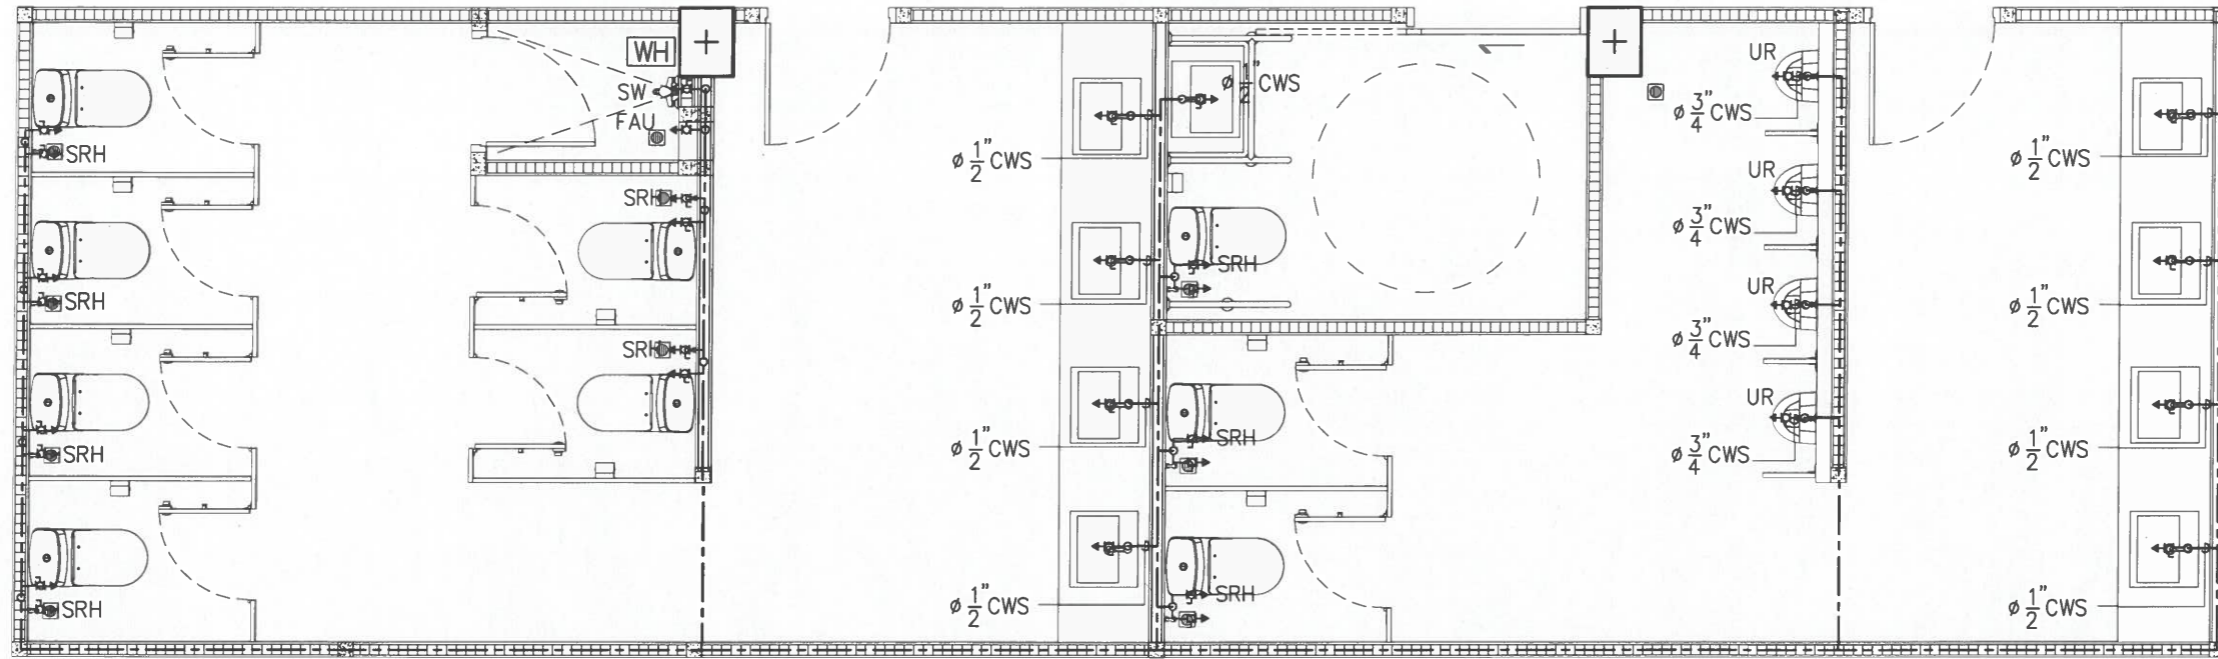 WH
UR
SW
φ 1/2" CWS
φ 3/4" CWS
FAU
SRH
φ 1/2" CWS
φ 1/2" CWS
UR
SRH
φ 3/4" CWS
SRH
UR
SRH
φ 1/2" CWS
φ 1/2" CWS
φ 3/4" CWS
SRH
UR
SRH
SRH
φ 1/2" CWS
φ 3/4" CWS
φ 1/2" CWS
SRH
SRH
φ 1/2" CWS
φ 1/2" CWS